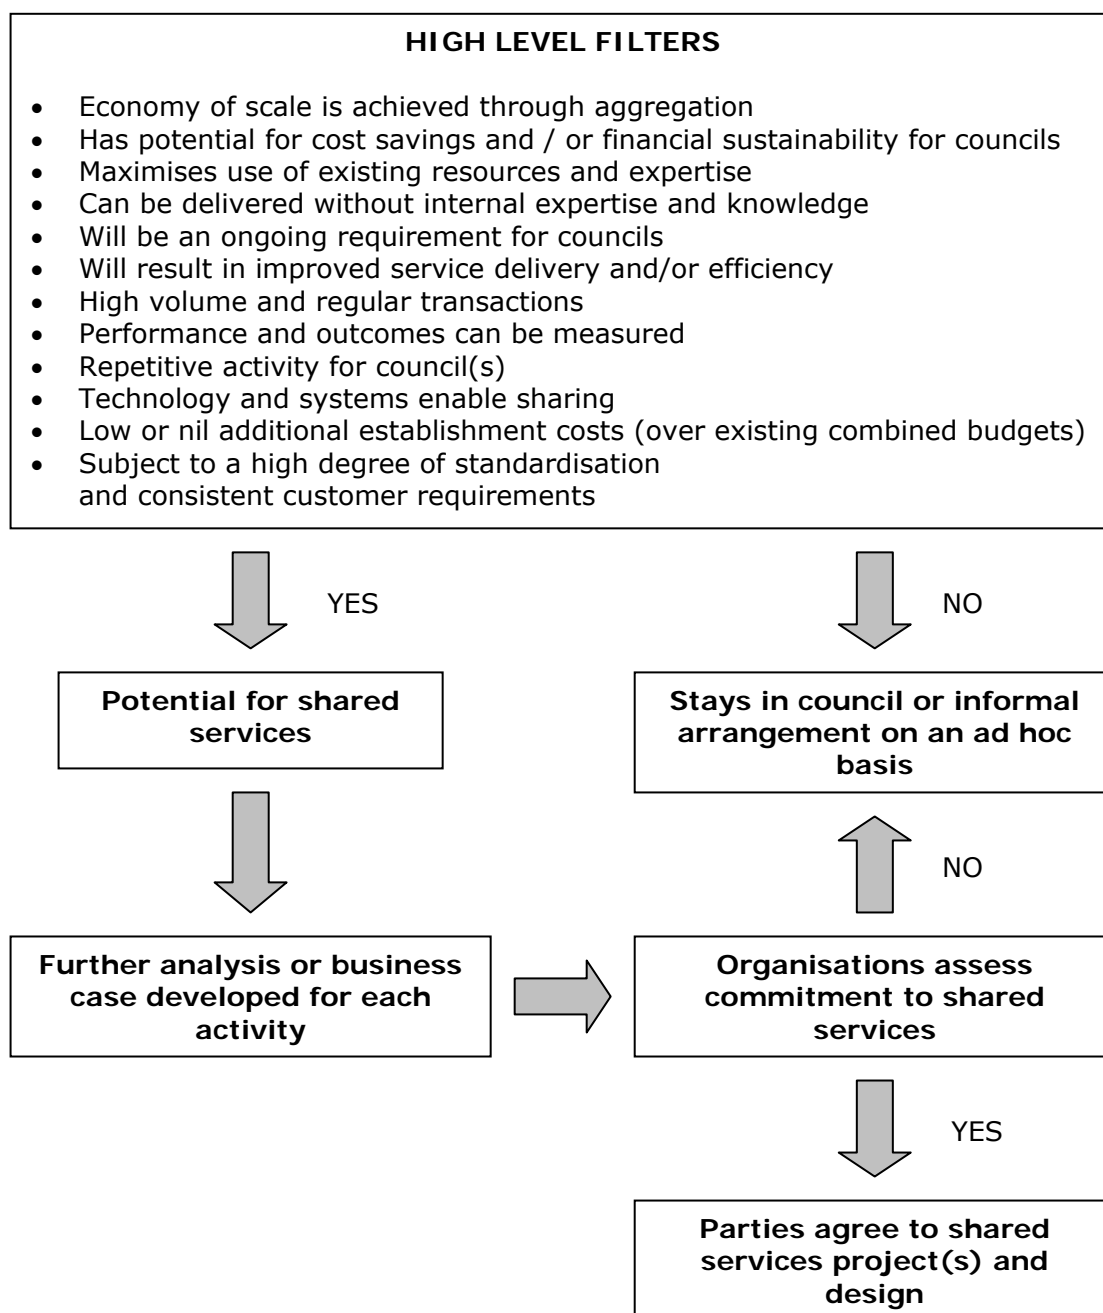 HIGH LEVEL FILTERS
• Economy of scale is achieved through aggregation
• Has potential for cost savings and / or financial sustainability for councils
• Maximises use of existing resources and expertise
• Can be delivered without internal expertise and knowledge
• Will be an ongoing requirement for councils
• Will result in improved service delivery and/or efficiency
• High volume and regular transactions
• Performance and outcomes can be measured
• Repetitive activity for council(s)
• Technology and systems enable sharing
• Low or nil additional establishment costs (over existing combined budgets)
• Subject to a high degree of standardisation
and consistent customer requirements
YES
NO
Potential for shared
services
Stays in council or informal
arrangement on an ad hoc
basis
NO
Further analysis or business
case developed for each
activity
Organisations assess
commitment to shared
services
YES
Parties agree to shared
services project(s) and
design